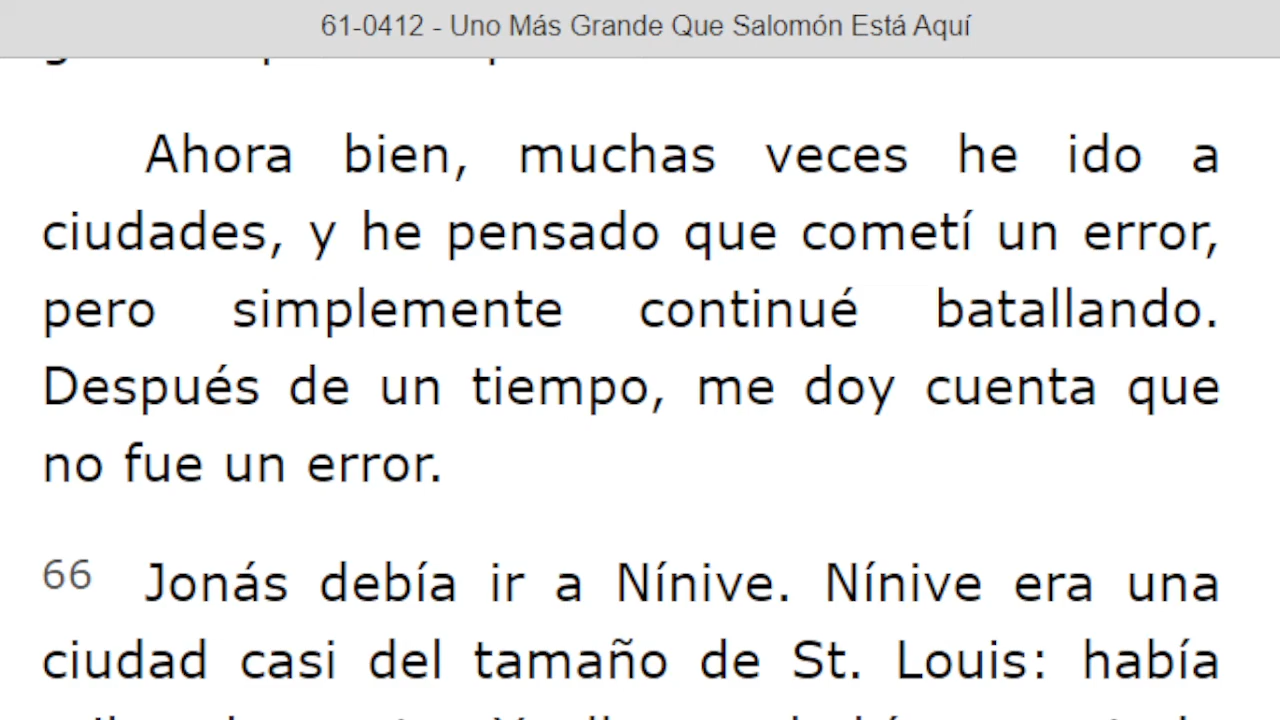 61-0412 - Uno Más Grande Que Salomón Está Aquí
Ahora bien, muchas veces he ido a
ciudades, y he pensado que cometí un error,
pero simplemente continué batallando.
Después de un tiempo, me doy cuenta que
no fue un error.
66 Jonás debía ir a Nínive. Nínive era una
ciudad casi del tamaño de St. Louis: había